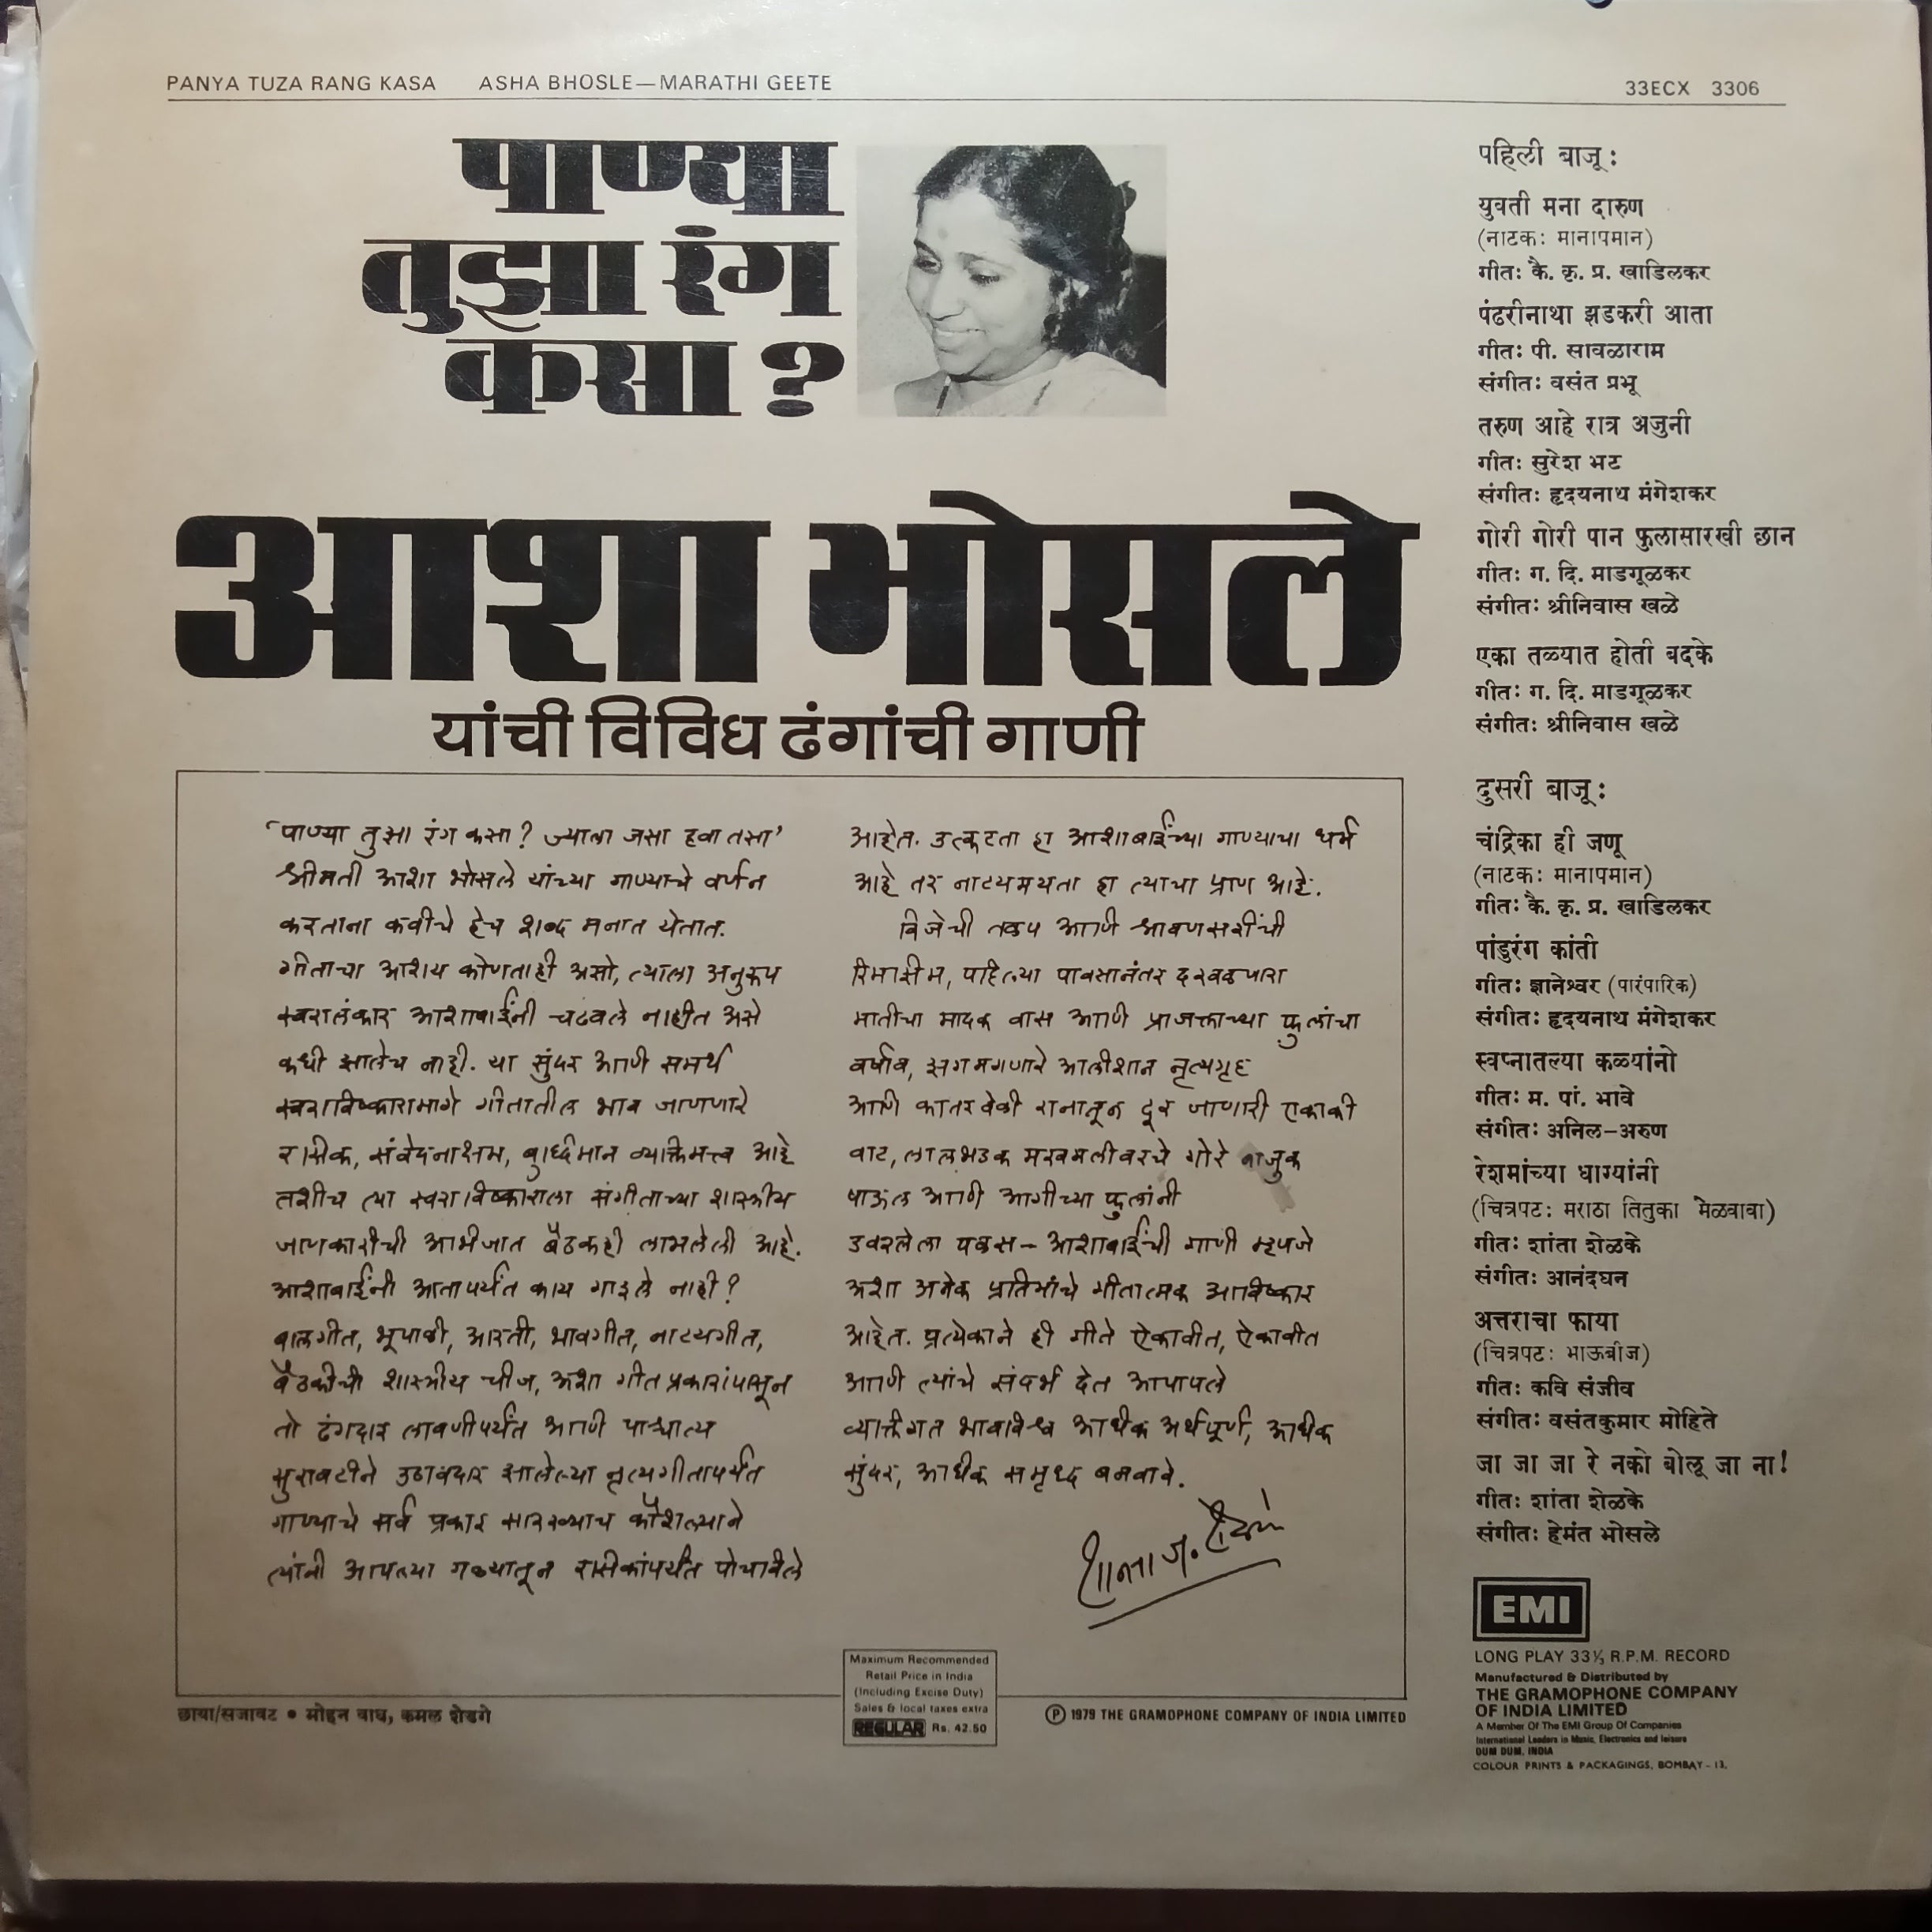 PANYA TUZA RANG KASA ASHA BHOSLE—MARATHI GEETE
33ECX 3306
पाण्या
तुझा रंग
कसा ?
आशा भोसले
यांची विविध ढंगांची गाणी
'पाण्या तुझा रंग कसा? ज्याला जसा हवा तसा'
श्रीमती आशा भोसले यांच्या गाण्याचे वर्णन
करताना कवीचे हेच शब्द मनात येतात.
गीताचा आशय कोणताही असो, त्याला अनुरूप
स्वरालंकार आशाबाईंनी चढवले नाहीत असे
कधी झालेच नाही. या सुंदर आणि समर्थ
स्वराविष्कारामागे गीतातील भाव जाणणारे
रसिक, संवेदनाक्षम, बुध्दिमान व्यक्तिमत्त्व आहे
तशीच त्या स्वराविष्काराला संगीताच्या शास्त्रीय
जाणकारीची अभिजात बैठकही लाभलेली आहे.
आशाबाईंनी आतापर्यंत काय गाइले नाही?
बालगीत, भूपाळी, आरती, भावगीत, नाट्यगीत,
बैठकीची शास्त्रीय चीज, अशा गीत प्रकारांपासून
तो ढंगदार लावणीपर्यंत आणि पाश्चात्य
सुरावटीने उठावदार झालेल्या नृत्यगीतापर्यंत
गाण्याचे सर्व प्रकार सारख्याच कौशल्याने
त्यांनी आपल्या गळ्यातून रसिकांपर्यंत पोचविले
आहेत. उत्कटता हा आशाबाईंच्या गाण्याचा धर्म
आहे तर नाट्यमयता हा त्याचा प्राण आहे.
विजेची तळप आणि श्रावणसरींची
रिमझिम, पहिल्या पावसानंतर दरवळणारा
मातीचा मादक वास आणि प्राजक्ताच्या फुलांचा
वर्षाव, झगमगणारे आलीशान नृत्यगृह
आणि कातरवेळी रानातून दूर जाणारी एकाकी
वाट, लालभडक मखमलीवरचे गोरे नाजुक
पाऊल आणि आगीच्या फुलांनी
डवरलेला पळस - आशाबाईंची गाणी म्हणजे
अशा अनेक प्रतिमांचे गीतात्मक आविष्कार
आहेत. प्रत्येकाने ही गीते ऐकावीत, ऐकावीत
आणि त्यांचे संदर्भ देत आपापले
व्यक्तिगत भावविश्व अधिक अर्थपूर्ण, अधिक
सुंदर, अधिक समृध्द बनवावे.
शान्ता ज. शेळके
पहिली बाजू :
युवती मना दारुण
(नाटक: मानापमान)
गीत: कै. कृ. प्र. खाडिलकर
पंढरीनाथा झडकरी आता
गीत: पी. सावळाराम
संगीत: वसंत प्रभू
तरुण आहे रात्र अजुनी
गीत: सुरेश भट
संगीत: हृदयनाथ मंगेशकर
गोरी गोरी पान फुलासारखी छान
गीत: ग. दि. माडगूळकर
संगीत: श्रीनिवास खळे
एका तळ्यात होती बदके
गीत: ग. दि. माडगूळकर
संगीत: श्रीनिवास खळे
दुसरी बाजू :
चंद्रिका ही जणू
(नाटक: मानापमान)
गीत: कै. कृ. प्र. खाडिलकर
पांडुरंग कांती
गीत: ज्ञानेश्वर (पारंपारिक)
संगीत: हृदयनाथ मंगेशकर
स्वप्नातल्या कळ्यांनो
गीत: म. पां. भावे
संगीत: अनिल-अरुण
रेशमांच्या धाग्यांनी
(चित्रपट: मराठा तितुका मेळवावा)
गीत: शांता शेळके
संगीत: आनंदघन
अत्तराचा फाया
(चित्रपट: भाऊबीज)
गीत: कवि संजीव
संगीत: वसंतकुमार मोहिते
जा जा जा रे नको बोलू जा ना!
गीत: शांता शेळके
संगीत: हेमंत भोसले
EMI
LONG PLAY 33⅓ R.P.M. RECORD
Manufactured & Distributed by
THE GRAMOPHONE COMPANY
OF INDIA LIMITED
A Member Of The EMI Group Of Companies
International Leaders in Music, Electronics and leisure
DUM DUM, INDIA
COLOUR PRINTS & PACKAGINGS, BOMBAY-13.
छाया/सजावट • मोहन वाघ, कमल शेडगे
Maximum Recommended
Retail Price in India
(Including Excise Duty)
Sales & local taxes extra
REGULAR Rs. 42.50
Ⓟ 1979 THE GRAMOPHONE COMPANY OF INDIA LIMITED